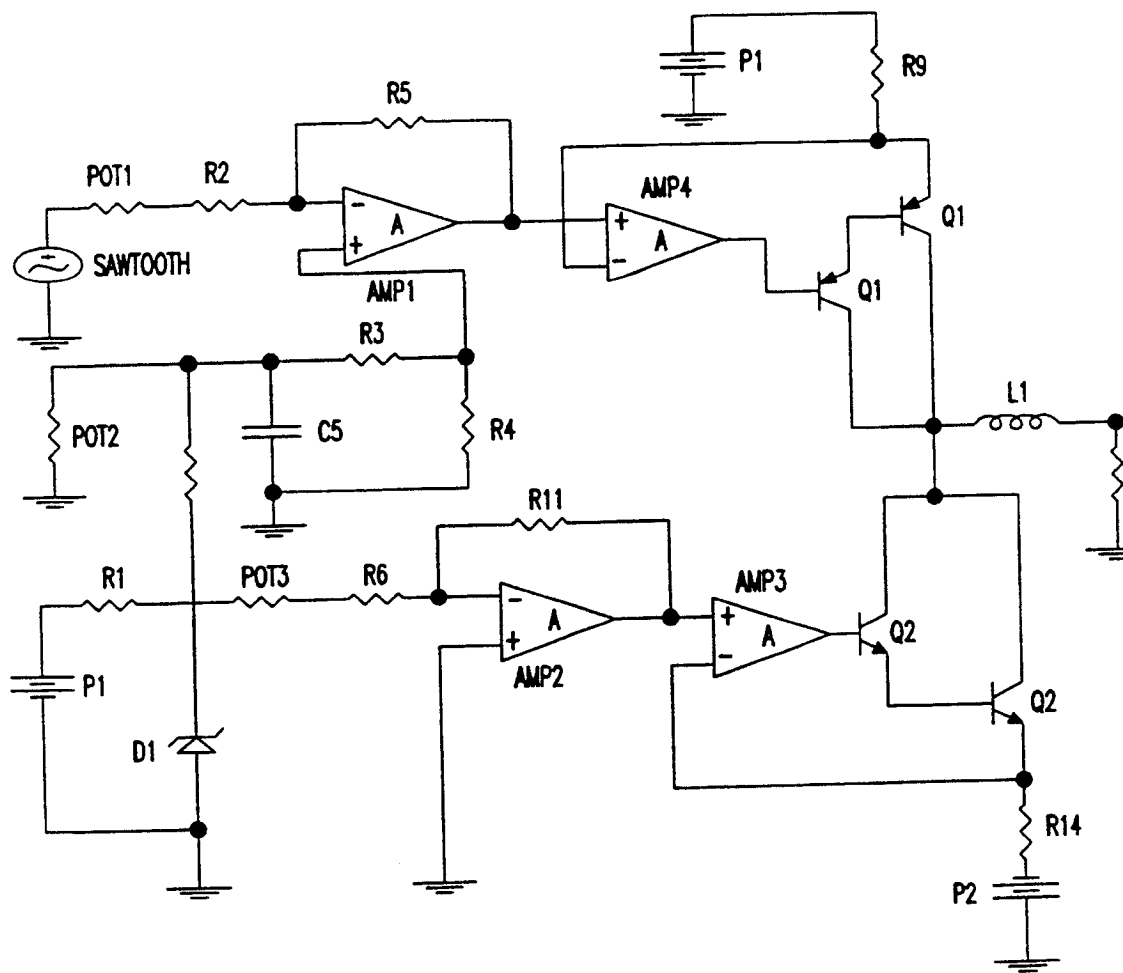 P1
R9
R5
POT1
R2
AMP4
-
+
A
+
-
A
Q1
SAWTOOTH
AMP1
Q1
R3
L1
POT2
C5
R4
R11
R1
POT3
R6
AMP3
-
+
A
+
-
A
Q2
P1
AMP2
Q2
D1
R14
P2